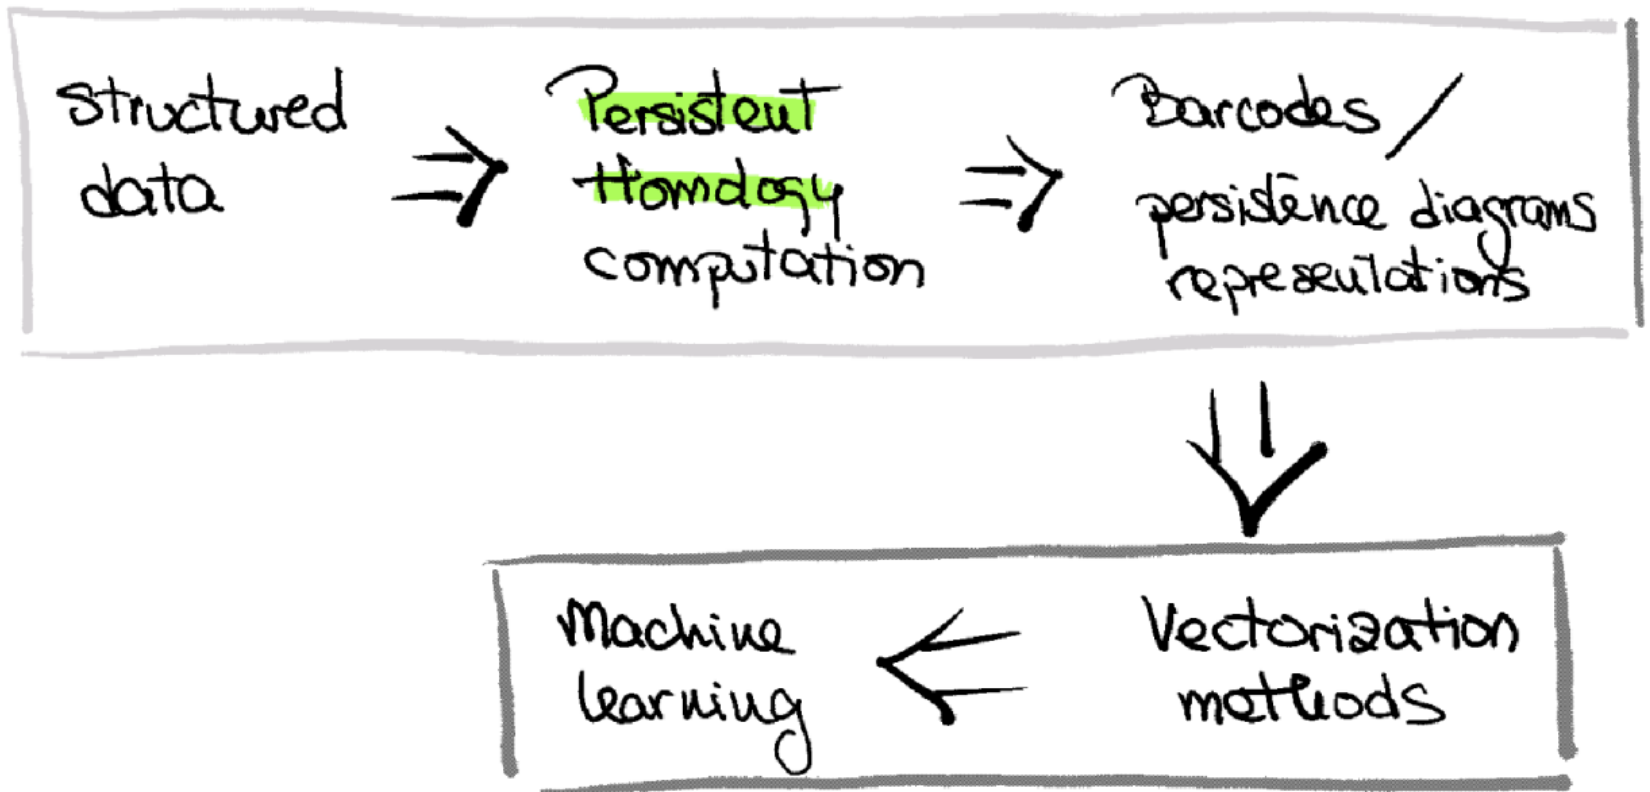 Structured
data
Persistent
Homology
computation
Barcodes /
persistence diagrams
representations
Vectorization
methods
Machine
learning